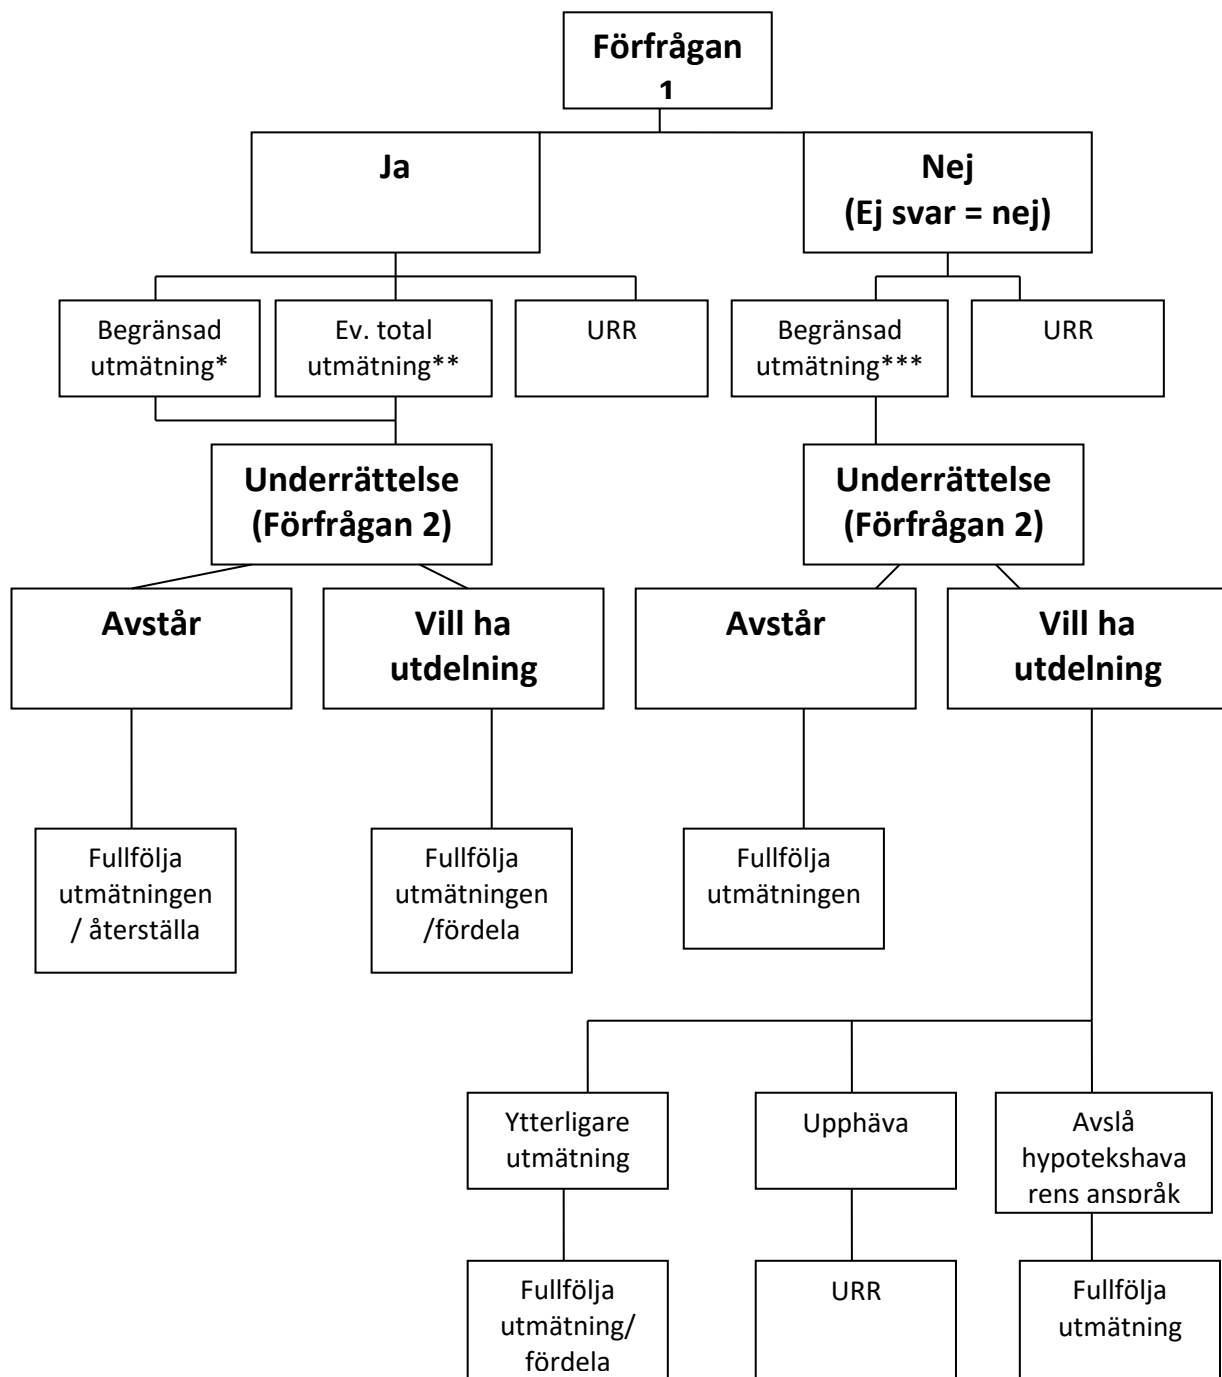 Förfrågan
1
Ja
Nej
(Ej svar = nej)
Begränsad
utmätning*
Ev. total
utmätning**
URR
Begränsad
utmätning***
URR
Underrättelse
(Förfrågan 2)
Underrättelse
(Förfrågan 2)
Avstår
Vill ha
utdelning
Avstår
Vill ha
utdelning
Fullfölja
utmätningen
/ återställa
Fullfölja
utmätningen
/fördela
Fullfölja
utmätningen
Ytterligare
utmätning
Upphäva
Avslå
hypotekshava
rens anspråk
Fullfölja
utmätning/
fördela
URR
Fullfölja
utmätning